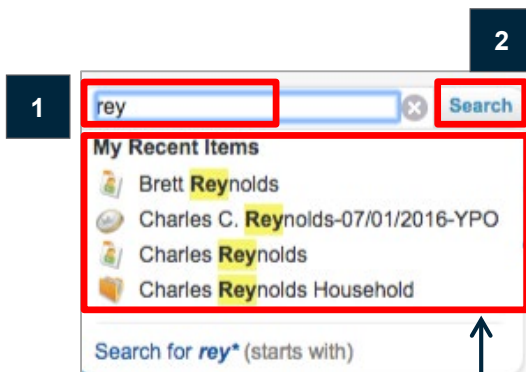 2
1
rey Search
My Recent Items
Brett Reynolds
Charles C. Reynolds-07/01/2016-YPO
Charles Reynolds
Charles Reynolds Household
Search for rey* (starts with)